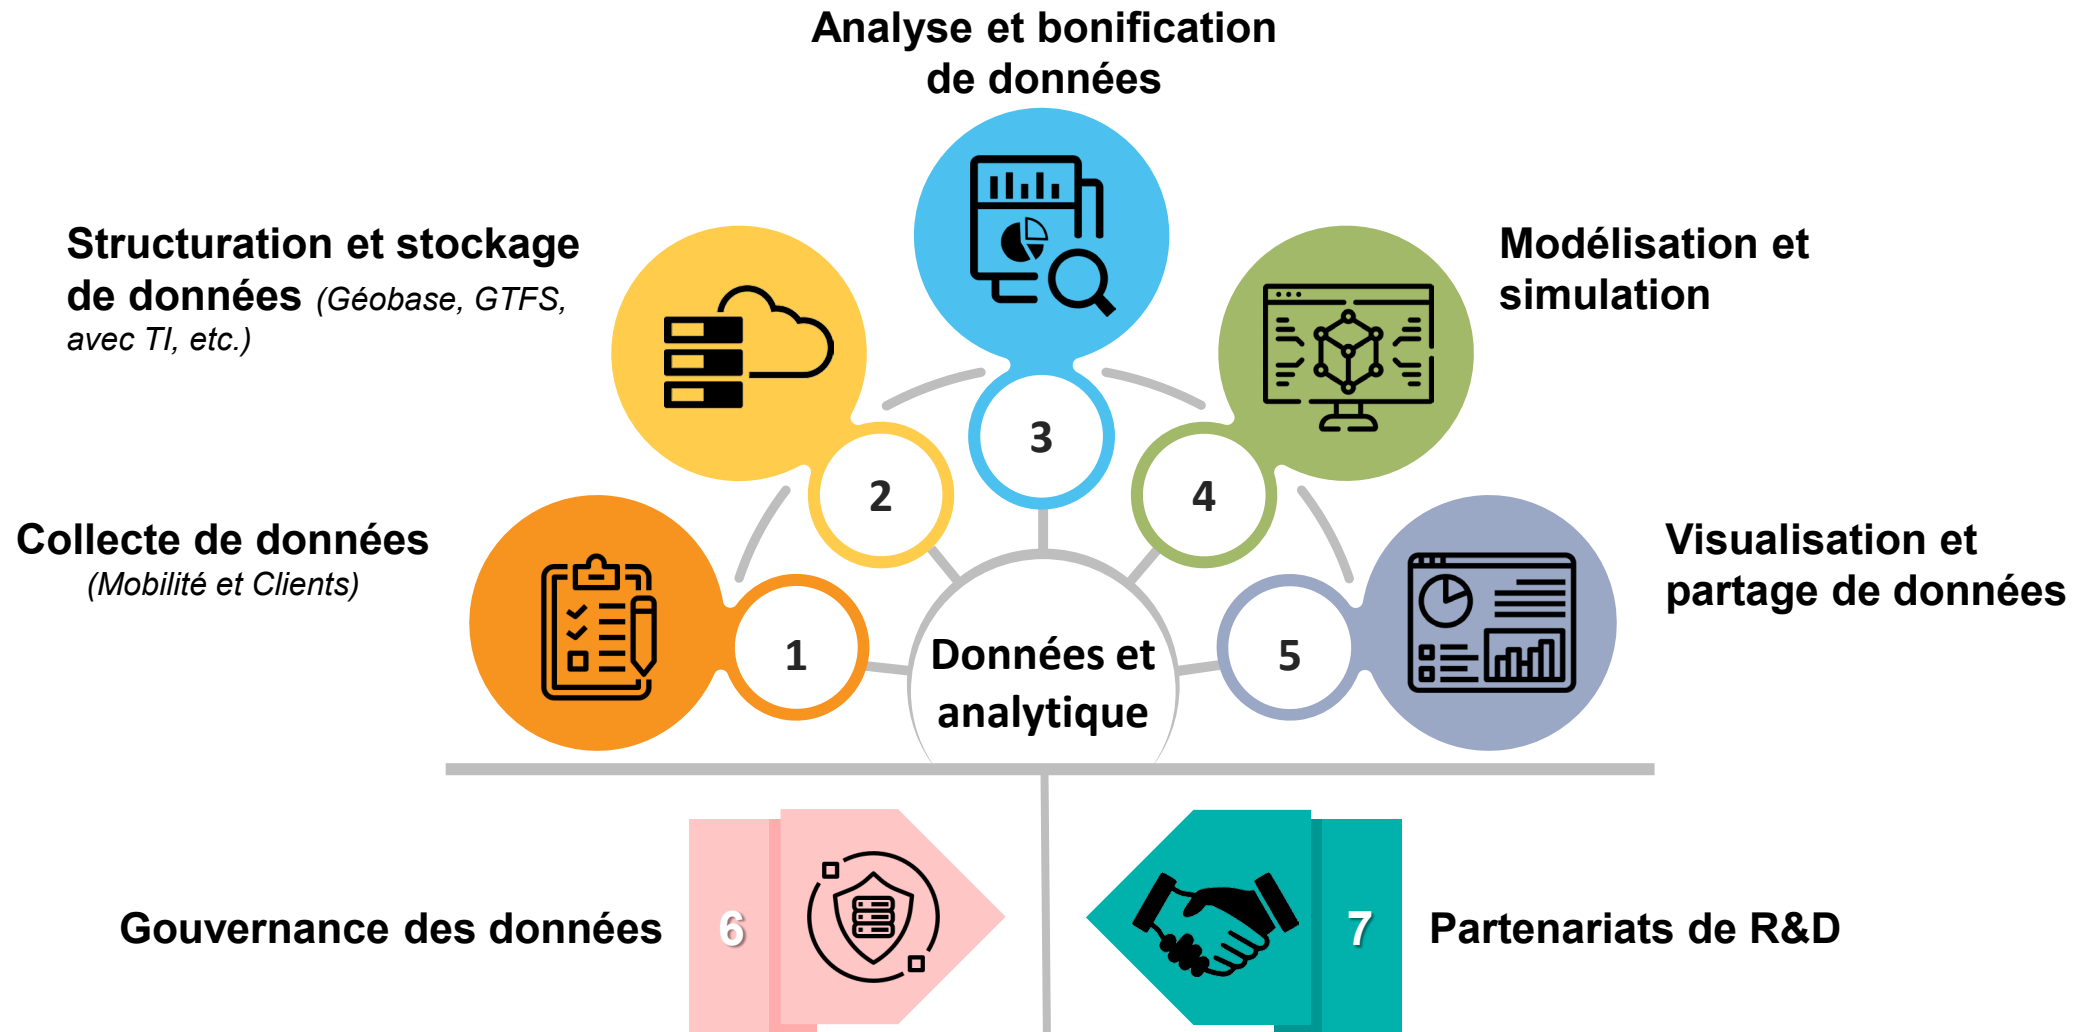 Analyse et bonification
de données
Structuration et stockage
de données (Géobase, GTFS,
avec TI, etc.)
Modélisation et
simulation
3
2
4
Collecte de données
(Mobilité et Clients)
Visualisation et
partage de données
1
Données et
analytique
5
Gouvernance des données
6
7
Partenariats de R&D